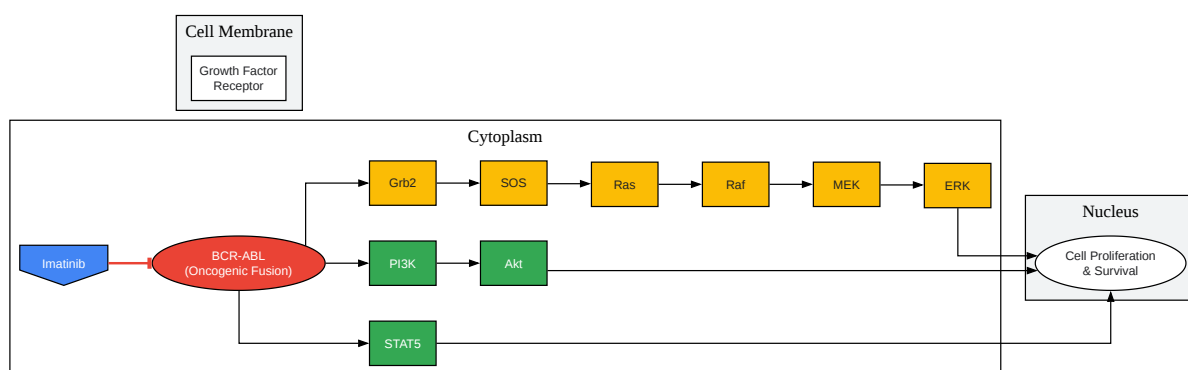 Cell Membrane
Growth Factor
Receptor
Cytoplasm
Grb2
SOS
Ras
Raf
MEK
ERK
Nucleus
Imatinib
BCR-ABL
(Oncogenic Fusion)
PI3K
Akt
Cell Proliferation
& Survival
STAT5